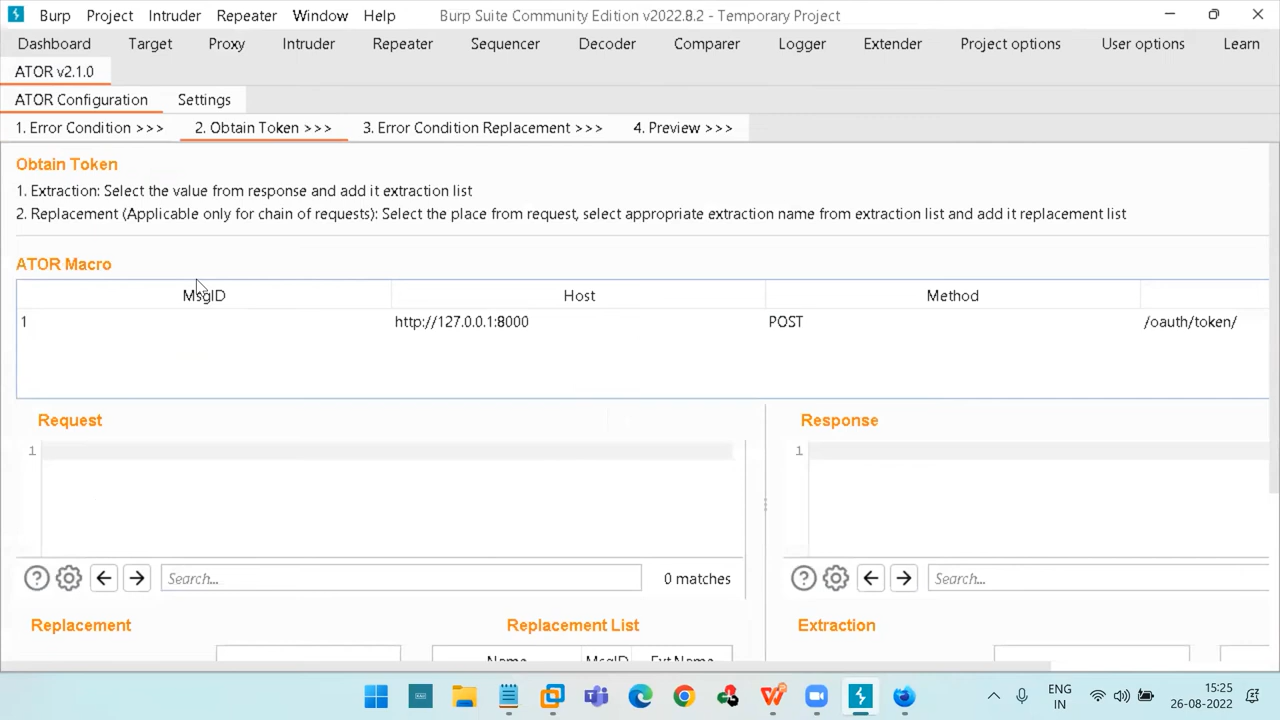 Burp Project Intruder Repeater Window Help Burp Suite Community Edition v2022.8.2 - Temporary Project
Dashboard Target Proxy Intruder Repeater Sequencer Decoder Comparer Logger Extender Project options User options Learn
ATOR v2.1.0
ATOR Configuration Settings
1. Error Condition >>> 2. Obtain Token >>> 3. Error Condition Replacement >>> 4. Preview >>>
Obtain Token
1. Extraction: Select the value from response and add it extraction list
2. Replacement (Applicable only for chain of requests): Select the place from request, select appropriate extraction name from extraction list and add it replacement list
ATOR Macro
MsgID Host Method
1 http://127.0.0.1:8000 POST /oauth/token/
Request Response
1 1
Search... 0 matches Search...
Replacement Replacement List Extraction
Name MsgID Ext Name
ENG 15:25
IN 26-08-2022